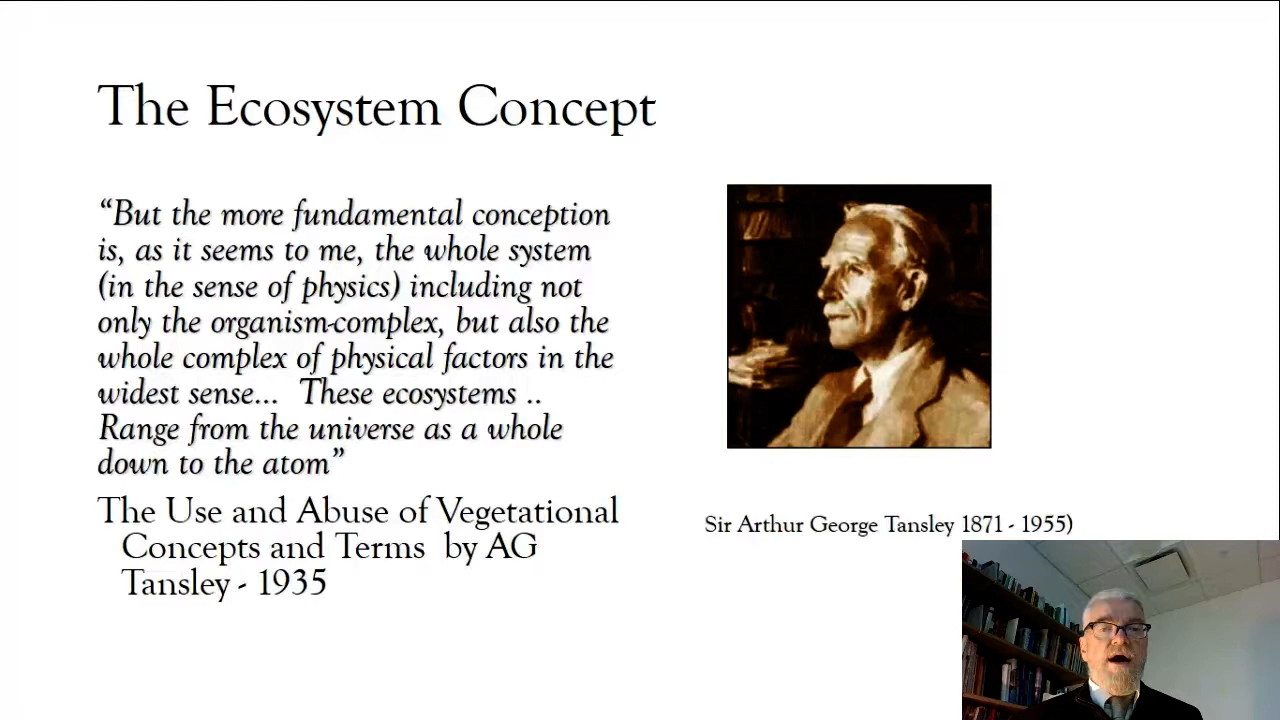 The Ecosystem Concept
“But the more fundamental conception
is, as it seems to me, the whole system
(in the sense of physics) including not
only the organism-complex, but also the
whole complex of physical factors in the
widest sense... These ecosystems ..
Range from the universe as a whole
down to the atom”
The Use and Abuse of Vegetational
Concepts and Terms by AG
Tansley - 1935
Sir Arthur George Tansley 1871 - 1955)